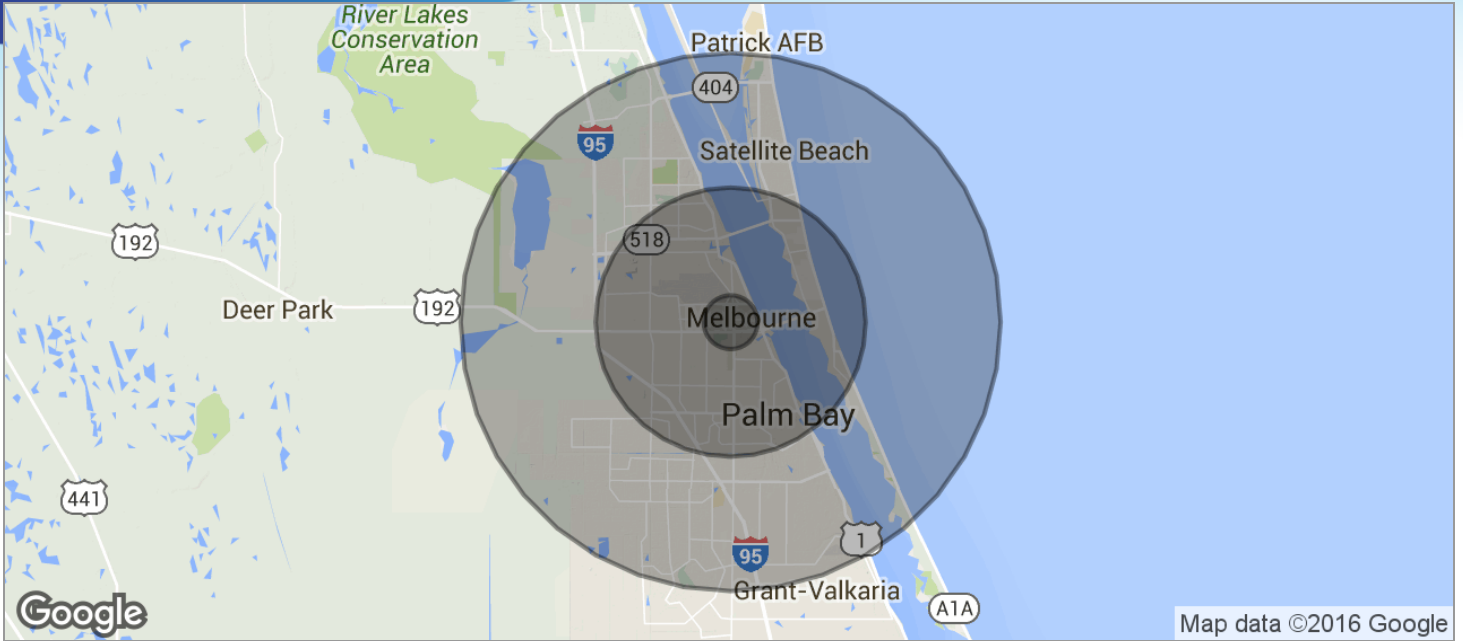 River Lakes
Conservation
Area
Patrick AFB
404
95
Satellite Beach
192
518
Deer Park
192
Melbourne
Palm Bay
441
1
95
Grant-Valkaria
A1A
Google
Map data ©2016 Google